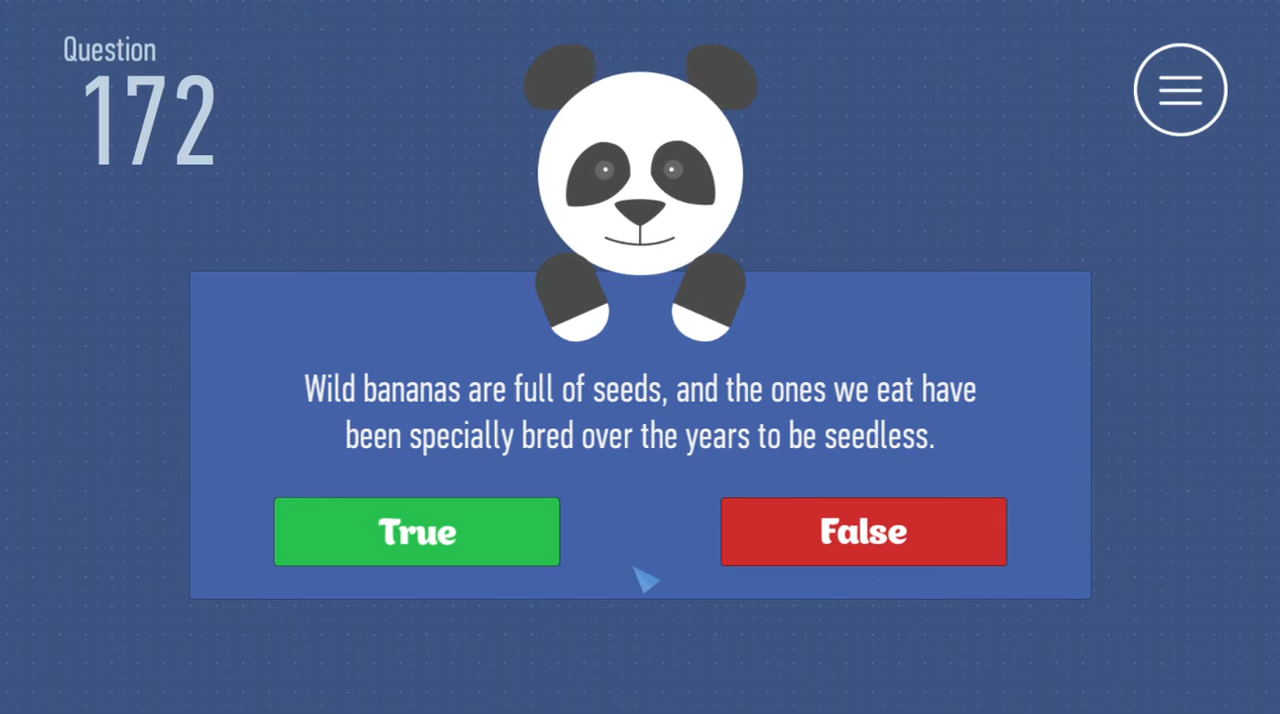 Question
172
Wild bananas are full of seeds, and the ones we eat have
been specially bred over the years to be seedless.
True
False